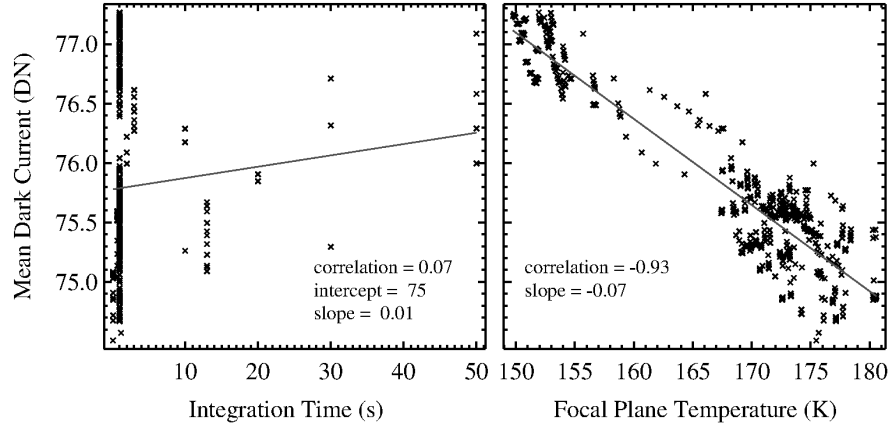 Mean Dark Current (DN)
77.0
76.5
76.0
75.5
75.0
correlation = 0.07
intercept = 75
slope = 0.01
10 20 30 40 50
Integration Time (s)
correlation = -0.93
slope = -0.07
150 155 160 165 170 175 180
Focal Plane Temperature (K)